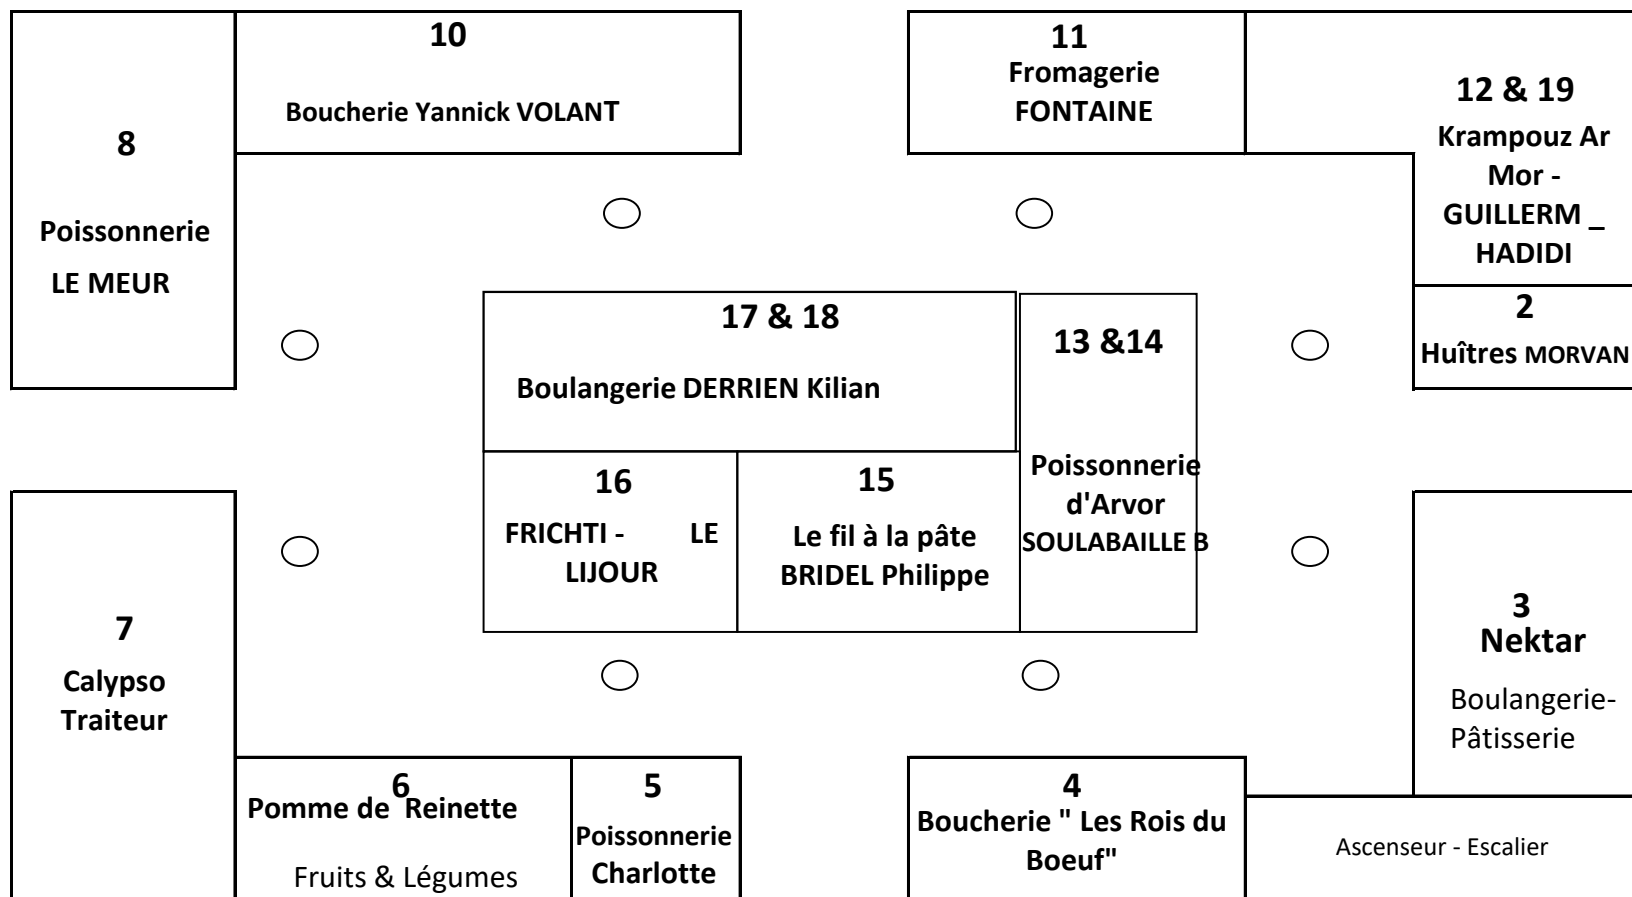 10
Boucherie Yannick VOLANT
11
Fromagerie
FONTAINE
12 & 19
Krampouz Ar
Mor -
GUILLERM _
HADIDI
8
Poissonnerie
LE MEUR
17 & 18
Boulangerie DERRIEN Kilian
13 &14
Poissonnerie
d'Arvor
SOULABAILLE B
2
Huîtres MORVAN
16
FRICHTI - LE
LIJOUR
15
Le fil à la pâte
BRIDEL Philippe
7
Calypso
Traiteur
3
Nektar
Boulangerie-
Pâtisserie
6
Pomme de Reinette
Fruits & Légumes
5
Poissonnerie
Charlotte
4
Boucherie " Les Rois du
Boeuf"
Ascenseur - Escalier